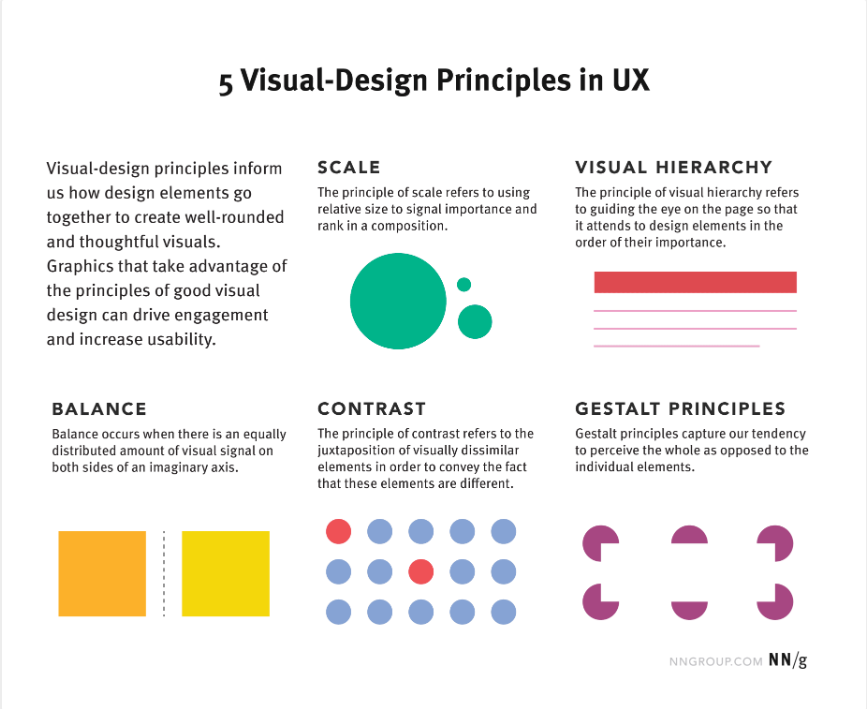 5 Visual-Design Principles in UX
Visual-design principles inform
us how design elements go
together to create well-rounded
and thoughtful visuals.
Graphics that take advantage of
the principles of good visual
design can drive engagement
and increase usability.
SCALE
The principle of scale refers to using
relative size to signal importance and
rank in a composition.
VISUAL HIERARCHY
The principle of visual hierarchy refers
to guiding the eye on the page so that
it attends to design elements in the
order of their importance.
BALANCE
Balance occurs when there is an equally
distributed amount of visual signal on
both sides of an imaginary axis.
CONTRAST
The principle of contrast refers to the
juxtaposition of visually dissimilar
elements in order to convey the fact
that these elements are different.
GESTALT PRINCIPLES
Gestalt principles capture our tendency
to perceive the whole as opposed to the
individual elements.
NNGROUP.COM NN/g